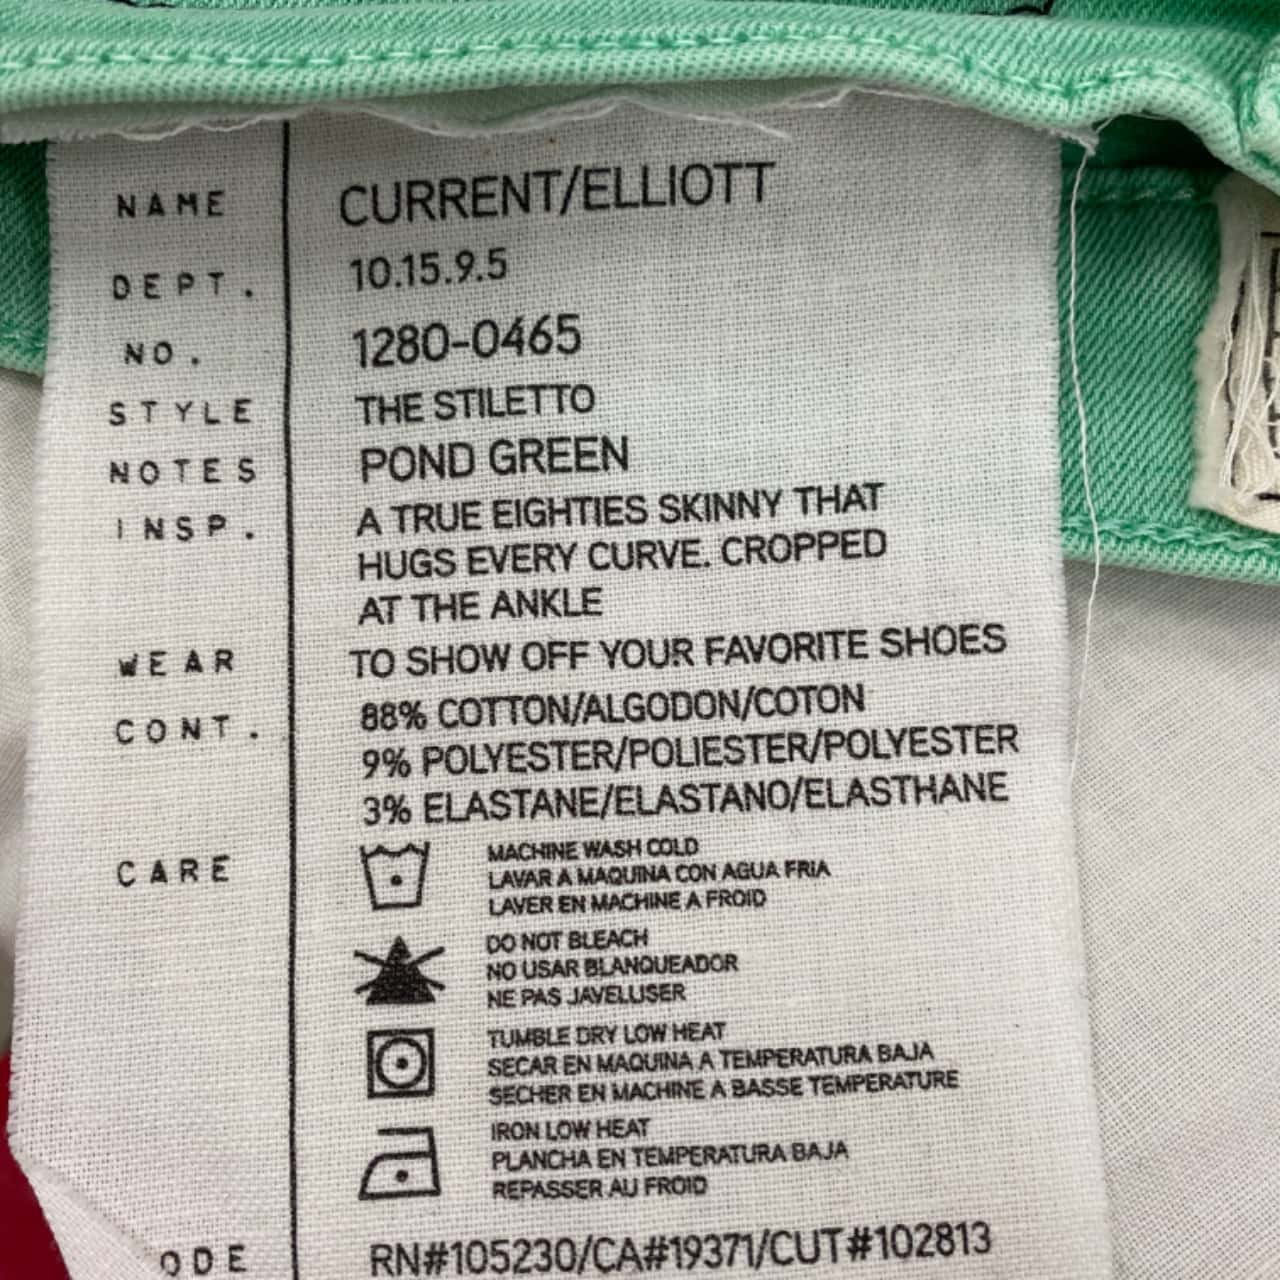 NAME CURRENT/ELLIOTT
DEPT. 10.15.9.5
NO. 1280-0465
STYLE THE STILETTO
NOTES POND GREEN
INSP. A TRUE EIGHTIES SKINNY THAT
HUGS EVERY CURVE. CROPPED
AT THE ANKLE
WEAR TO SHOW OFF YOUR FAVORITE SHOES
CONT. 88% COTTON/ALGODON/COTON
9% POLYESTER/POLIESTER/POLYESTER
3% ELASTANE/ELASTANO/ELASTHANE
CARE MACHINE WASH COLD
LAVAR A MAQUINA CON AGUA FRIA
LAVER EN MACHINE A FROID
DO NOT BLEACH
NO USAR BLANQUEADOR
NE PAS JAVELLISER
TUMBLE DRY LOW HEAT
SECAR EN MAQUINA A TEMPERATURA BAJA
SECHER EN MACHINE A BASSE TEMPERATURE
IRON LOW HEAT
PLANCHA EN TEMPERATURA BAJA
REPASSER AU FROID
ODE RN#105230/CA#19371/CUT#102813